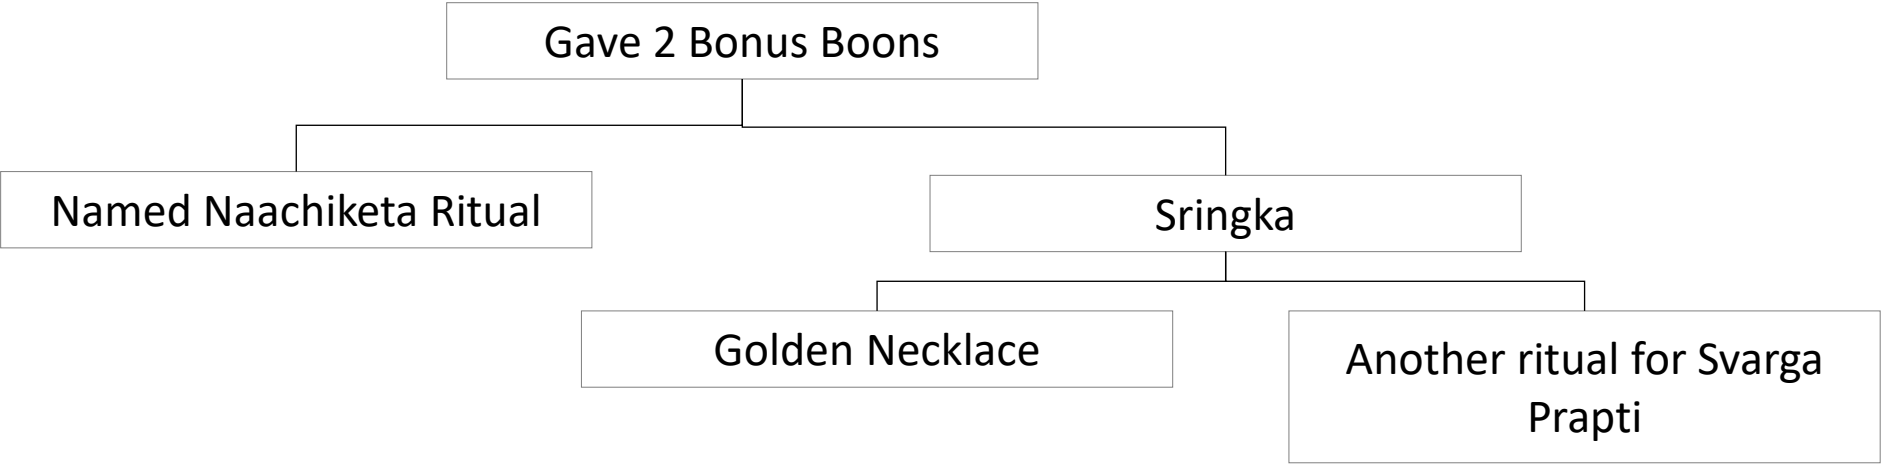 Gave 2 Bonus Boons
Named Naachiketa Ritual
Sringka
Golden Necklace
Another ritual for Svarga
Prapti